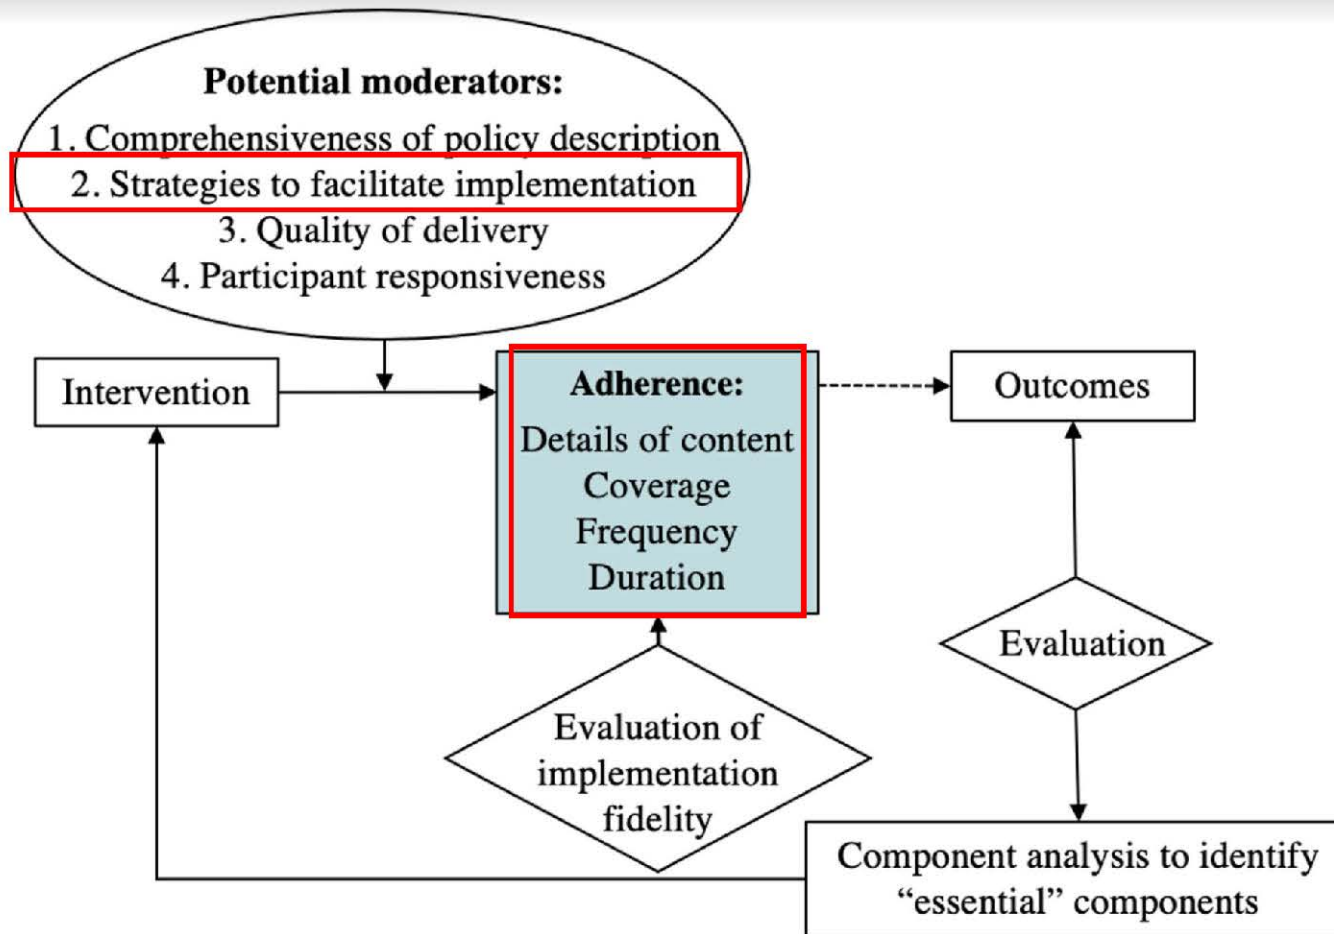 Potential moderators:
1. Comprehensiveness of policy description
2. Strategies to facilitate implementation
3. Quality of delivery
4. Participant responsiveness
Intervention
Adherence:
Details of content
Coverage
Frequency
Duration
Outcomes
Evaluation
Evaluation of
implementation
fidelity
Component analysis to identify
“essential” components